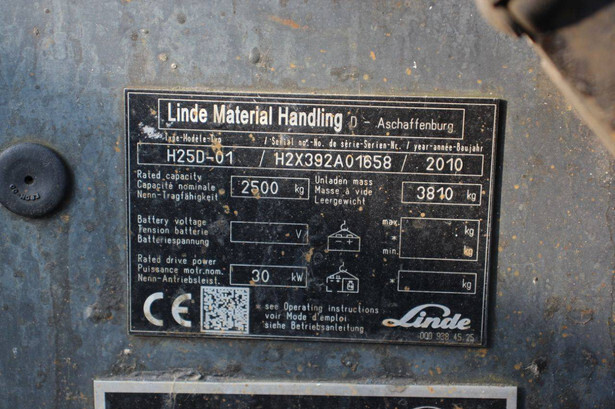 Linde Material Handling D - Aschaffenburg
Type-Modèle-Typ / Serial no.-No. de série-Serien-Nr. / year-année-Baujahr
H25D-01 / H2X392A01658 / 2010
Rated capacity
Capacité nominale 2500 kg
Nenn-Tragfähigkeit
Unladen mass
Masse à vide 3810 kg
Leergewicht
Battery voltage
Tension batterie V
Batteriespannung
max. * kg
* min. kg
Rated drive power
Puissance motr.nom. 30 kW
Nenn-Antriebsleist.
* kg
CE
see Operating instructions
voir Mode d'emploi
siehe Betriebsanleitung
Linde